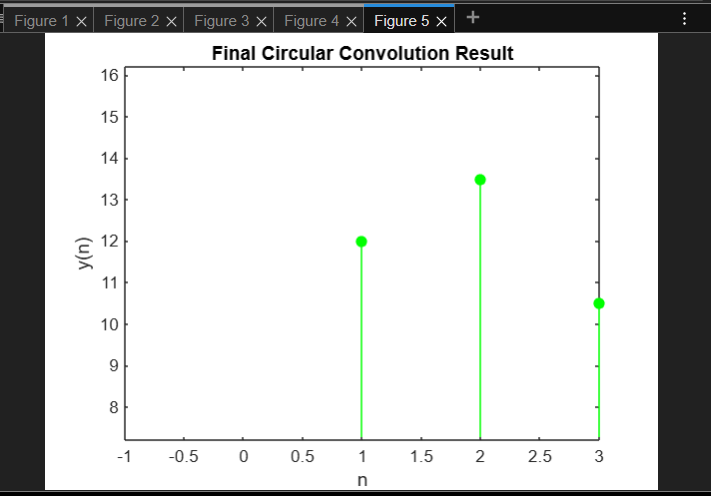 Figure 1 × Figure 2 × Figure 3 × Figure 4 × Figure 5 × +
Final Circular Convolution Result
16
15
14
13
12
11
10
9
8
y(n)
-1 -0.5 0 0.5 1 1.5 2 2.5 3
n